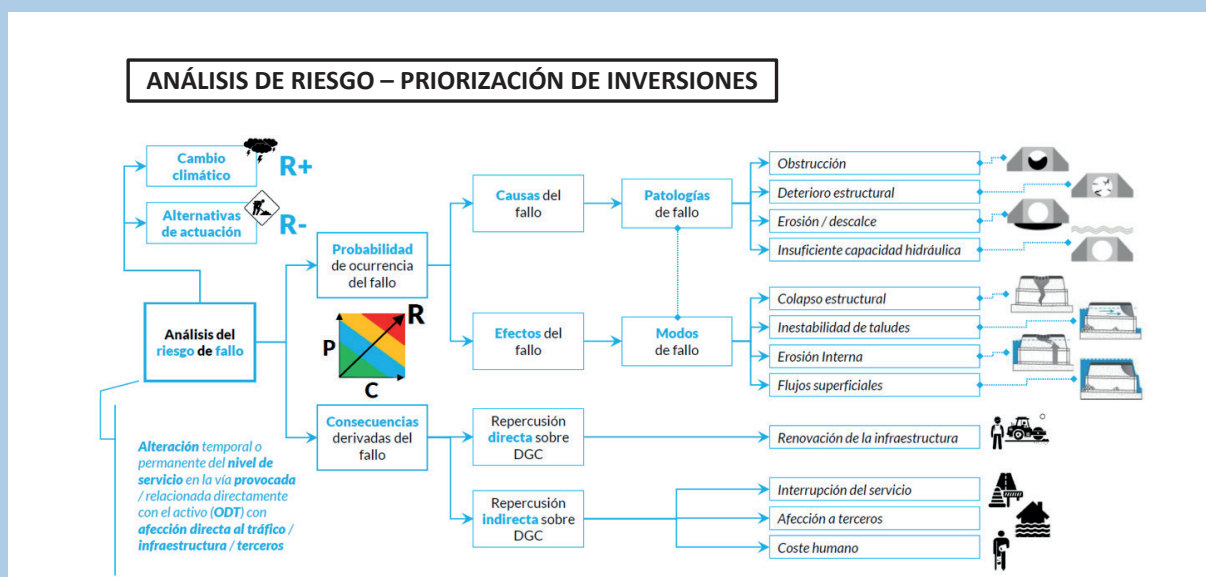 ANÁLISIS DE RIESGO – PRIORIZACIÓN DE INVERSIONES
Cambio
climático
R+
Alternativas
de actuación
R-
Análisis del
riesgo de fallo
Alteración temporal o
permanente del nivel de
servicio en la vía provocada
/ relacionada directamente
con el activo (ODT) con
afección directa al tráfico /
infraestructura / terceros
Probabilidad
de ocurrencia
del fallo
R
P
C
Consecuencias
derivadas del
fallo
Causas del
fallo
Efectos del
fallo
Patologías
de fallo
Modos
de fallo
Obstrucción
Deterioro estructural
Erosión / descalce
Insuficiente capacidad hidráulica
Colapso estructural
Inestabilidad de taludes
Erosión Interna
Flujos superficiales
Repercusión
directa sobre
DGC
Renovación de la infraestructura
Repercusión
indirecta sobre
DGC
Interrupción del servicio
Afección a terceros
Coste humano